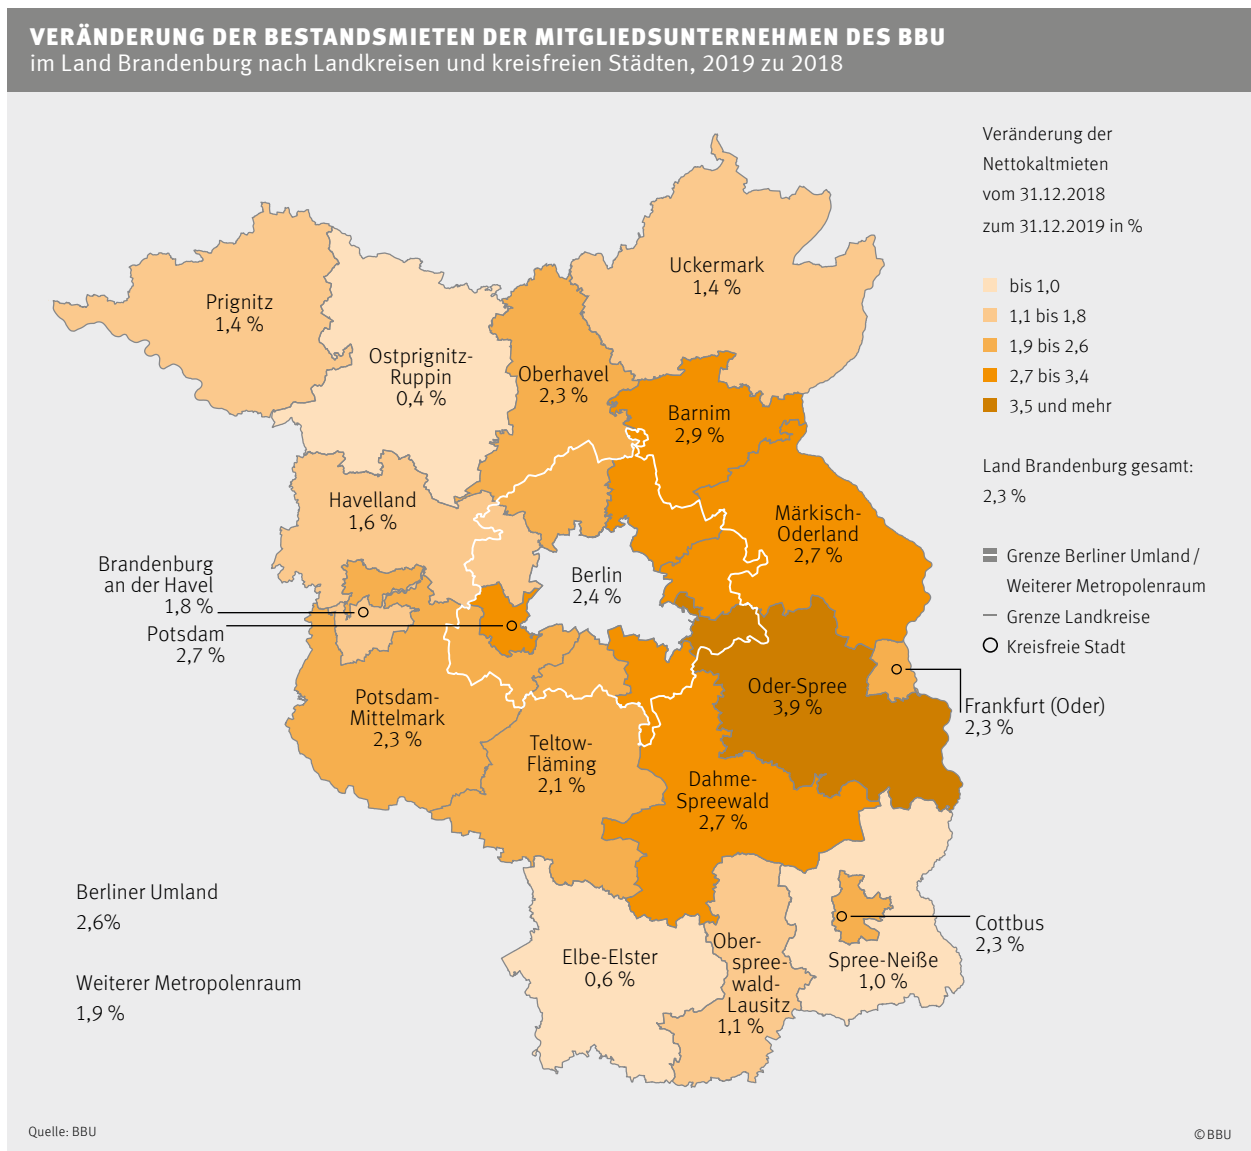 VERÄNDERUNG DER BESTANDSMIETEN DER MITGLIEDSUNTERNEHMEN DES BBU
im Land Brandenburg nach Landkreisen und kreisfreien Städten, 2019 zu 2018
Veränderung der
Nettokaltmieten
vom 31.12.2018
zum 31.12.2019 in %
bis 1,0
1,1 bis 1,8
1,9 bis 2,6
2,7 bis 3,4
3,5 und mehr
Land Brandenburg gesamt:
2,3 %
Grenze Berliner Umland /
Weiterer Metropolenraum
Grenze Landkreise
Kreisfreie Stadt
Uckermark
1,4 %
Prignitz
1,4 %
Ostprignitz-
Ruppin
0,4 %
Oberhavel
2,3 %
Barnim
2,9 %
Havelland
1,6 %
Märkisch-
Oderland
2,7 %
Brandenburg
an der Havel
1,8 %
Berlin
2,4 %
Potsdam
2,7 %
Potsdam-
Mittelmark
2,3 %
Oder-Spree
3,9 %
Frankfurt (Oder)
2,3 %
Teltow-
Fläming
2,1 %
Dahme-
Spreewald
2,7 %
Berliner Umland
2,6%
Weiterer Metropolenraum
1,9 %
Cottbus
2,3 %
Elbe-Elster
0,6 %
Ober-
spree-
wald-
Lausitz
1,1 %
Spree-Neiße
1,0 %
Quelle: BBU
© BBU